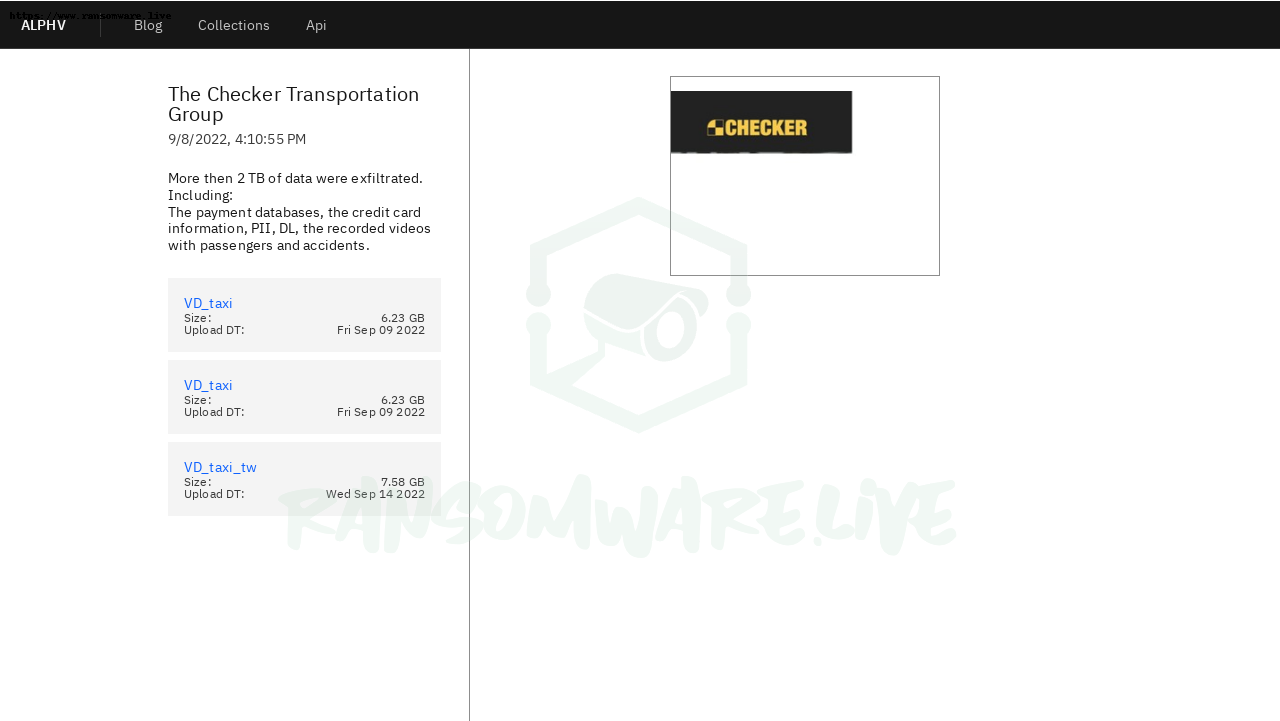 https://www.ransomware.live
ALPHV
Blog
Collections
Api
The Checker Transportation
Group
9/8/2022, 4:10:55 PM
More then 2 TB of data were exfiltrated.
Including:
The payment databases, the credit card
information, PII, DL, the recorded videos
with passengers and accidents.
VD_taxi
Size: 6.23 GB
Upload DT: Fri Sep 09 2022
VD_taxi
Size: 6.23 GB
Upload DT: Fri Sep 09 2022
VD_taxi_tw
Size: 7.58 GB
Upload DT: Wed Sep 14 2022
CHECKER
RANSOMWARE.LIVE